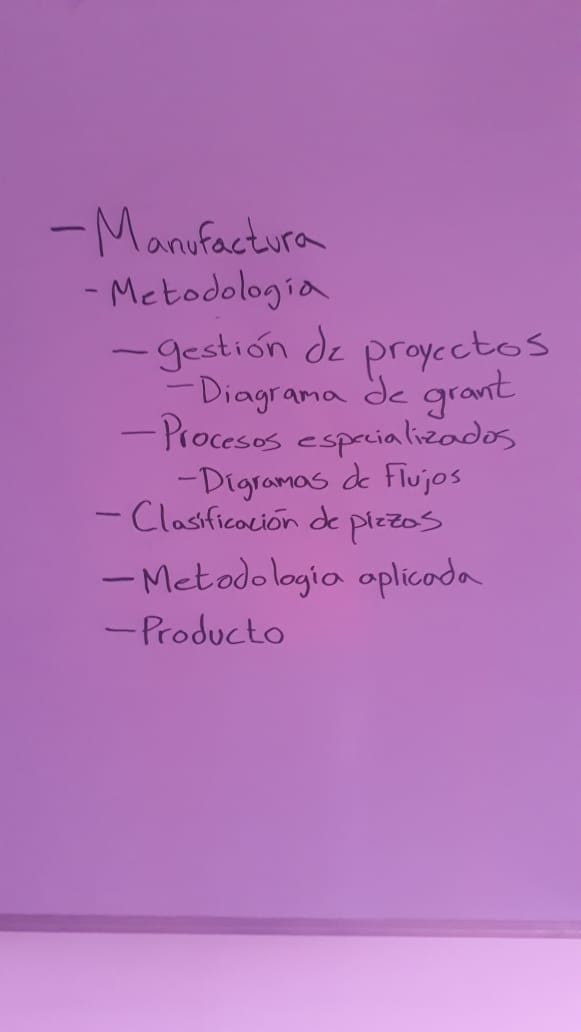 - Manufactura
- Metodologia
- gestión de proyectos
- Diagrama de grant
- Procesos especializados
- Digramas de Flujos
- Clasificación de piezas
- Metodologia aplicada
- Producto